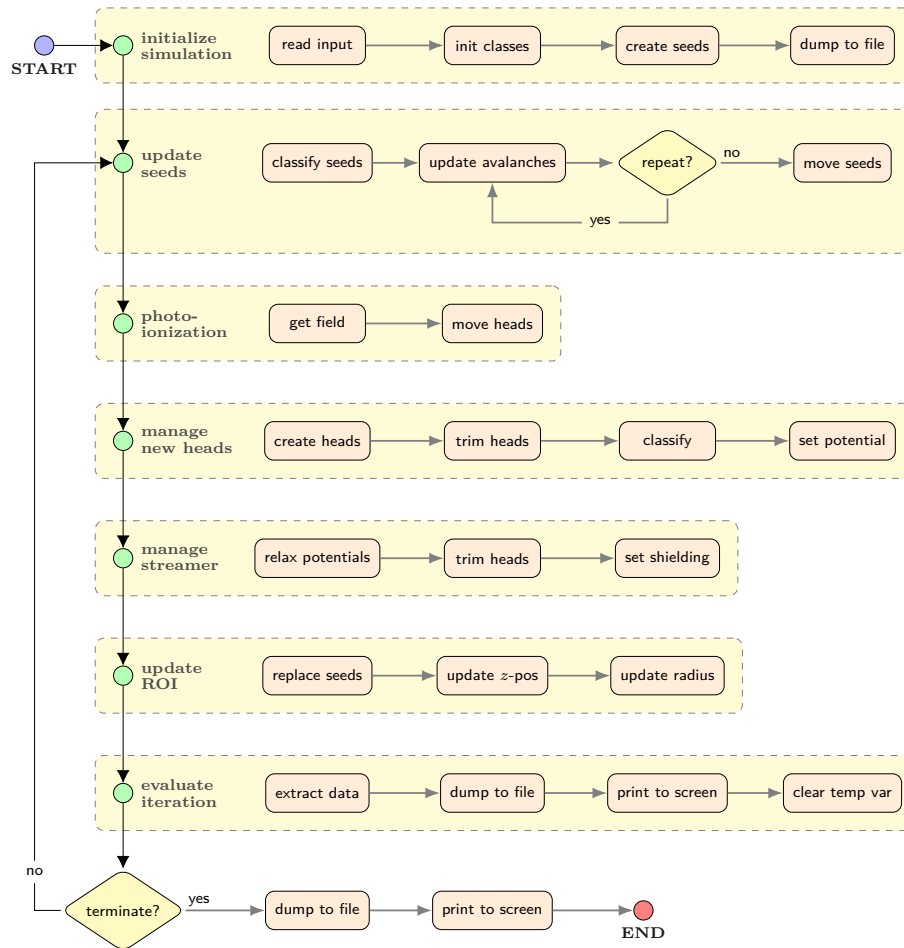 START
initialize
simulation
read input
init classes
create seeds
dump to file
update
seeds
classify seeds
update avalanches
repeat?
no
move seeds
yes
photo-
ionization
get field
move heads
manage
new heads
create heads
trim heads
classify
set potential
manage
streamer
relax potentials
trim heads
set shielding
update
ROI
replace seeds
update z-pos
update radius
evaluate
iteration
extract data
dump to file
print to screen
clear temp var
no
terminate?
yes
dump to file
print to screen
END